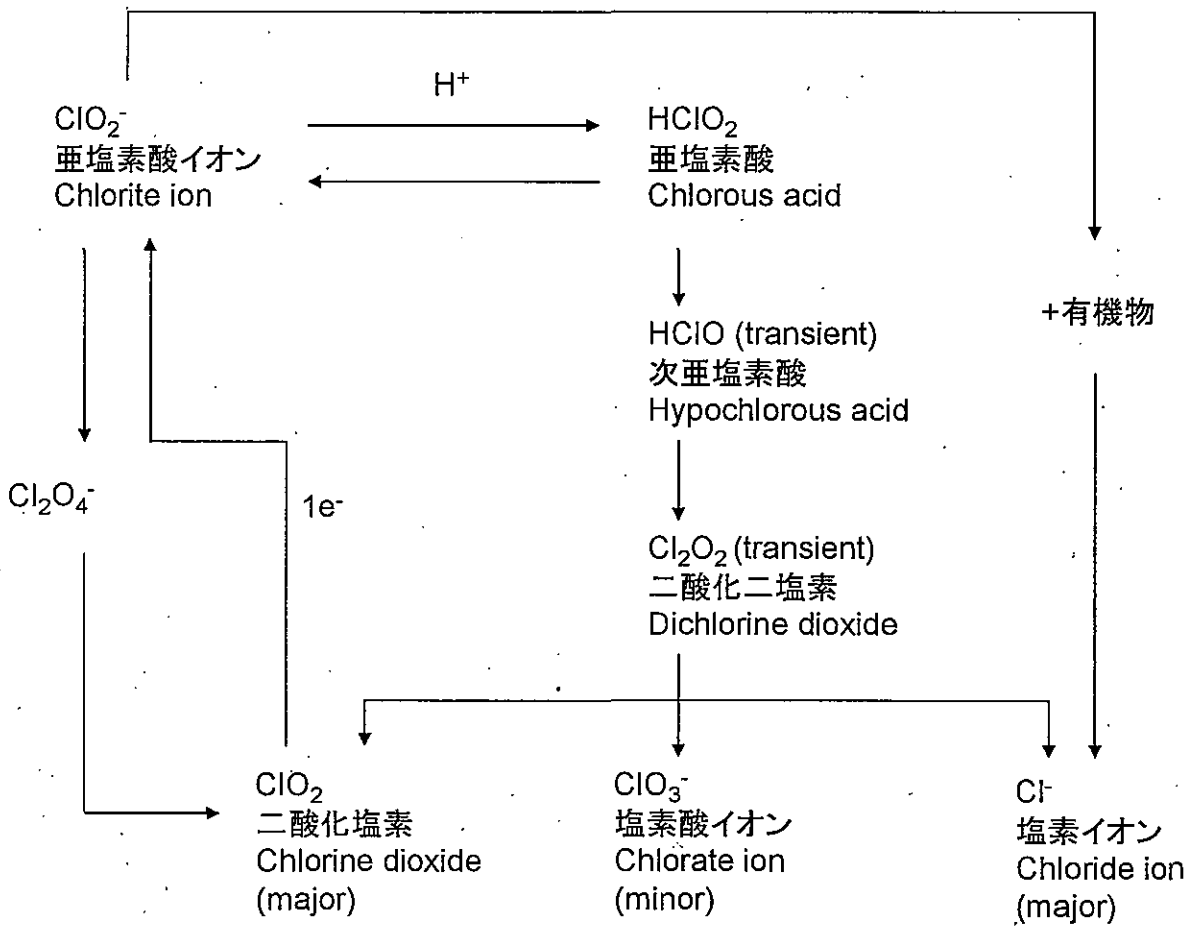 H⁺
ClO₂⁻
亜塩素酸イオン
Chlorite ion
HClO₂
亜塩素酸
Chlorous acid
+有機物
HClO (transient)
次亜塩素酸
Hypochlorous acid
Cl₂O₄⁻
1e⁻
Cl₂O₂ (transient)
二酸化二塩素
Dichlorine dioxide
ClO₂
二酸化塩素
Chlorine dioxide
(major)
ClO₃⁻
塩素酸イオン
Chlorate ion
(minor)
Cl⁻
塩素イオン
Chloride ion
(major)